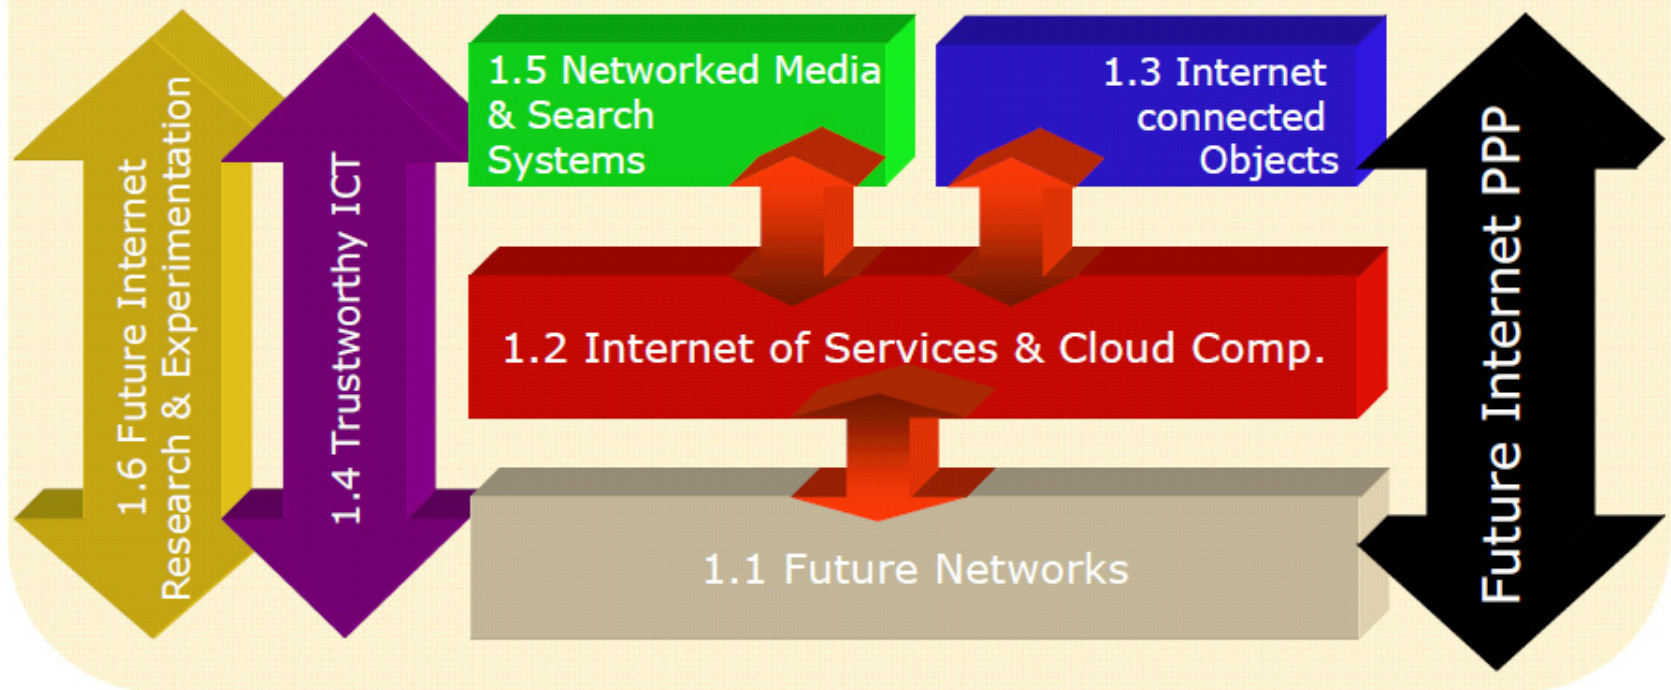 1.6 Future Internet
Research & Experimentation
1.4 Trustworthy ICT
1.5 Networked Media
& Search
Systems
1.3 Internet
connected
Objects
1.2 Internet of Services & Cloud Comp.
1.1 Future Networks
Future Internet PPP